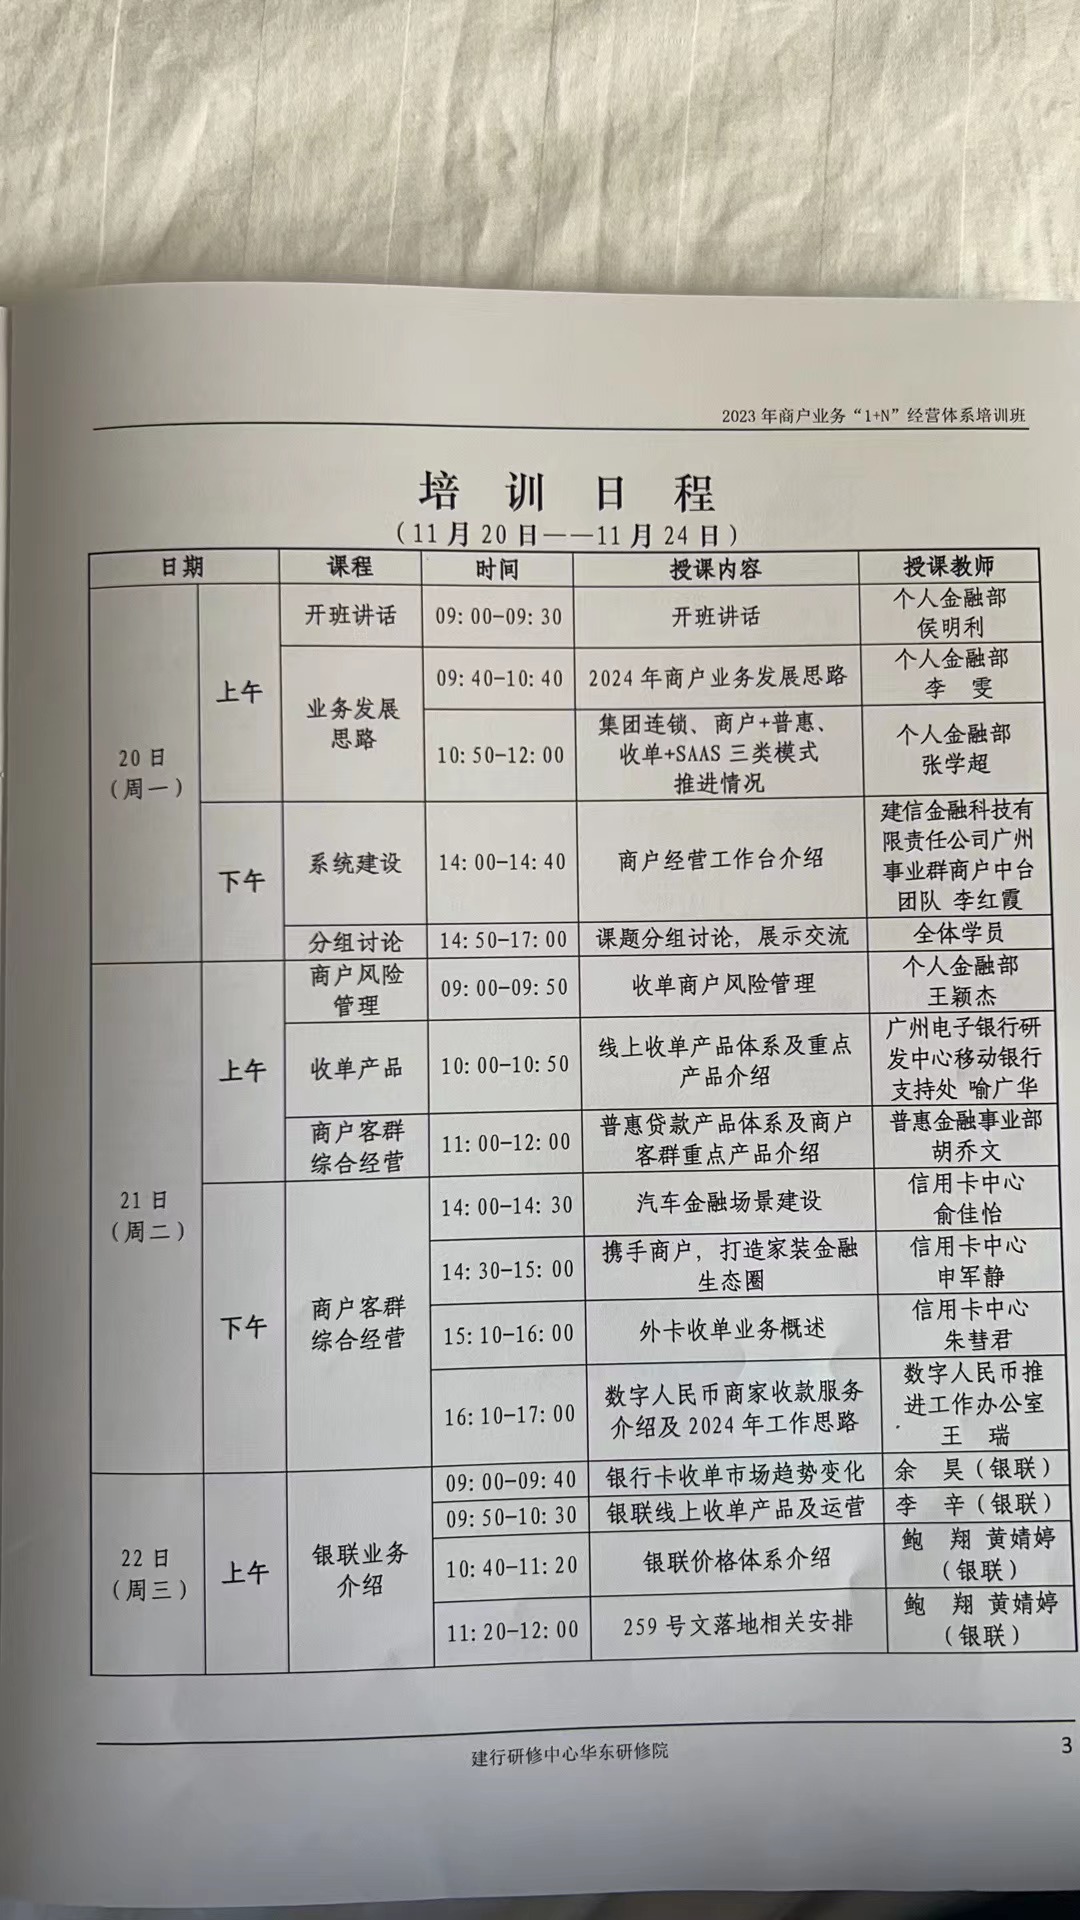 2023 年商户业务“1+N”经营体系培训班
培 训 日 程
（11 月 20 日——11 月 24 日）
日期 课程 时间 授课内容 授课教师
20 日
（周一）
上午
开班讲话
09: 00-09: 30
开班讲话
个人金融部
侯明利
业务发展
思路
09: 40-10: 40
2024 年商户业务发展思路
个人金融部
李 雯
10: 50-12: 00
集团连锁、商户+普惠、
收单+SAAS 三类模式
推进情况
个人金融部
张学超
下午
系统建设
14: 00-14: 40
商户经营工作台介绍
建信金融科技有
限责任公司广州
事业群商户中台
团队 李红霞
分组讨论
14: 50-17: 00
课题分组讨论，展示交流
全体学员
21 日
（周二）
上午
商户风险
管理
09: 00-09: 50
收单商户风险管理
个人金融部
王颖杰
收单产品
10: 00-10: 50
线上收单产品体系及重点
产品介绍
广州电子银行研
发中心移动银行
支持处 喻广华
商户客群
综合经营
11: 00-12: 00
普惠贷款产品体系及商户
客群重点产品介绍
普惠金融事业部
胡乔文
下午
商户客群
综合经营
14: 00-14: 30
汽车金融场景建设
信用卡中心
俞佳怡
14: 30-15: 00
携手商户，打造家装金融
生态圈
信用卡中心
申军静
15: 10-16: 00
外卡收单业务概述
信用卡中心
朱彗君
16: 10-17: 00
数字人民币商家收款服务
介绍及 2024 年工作思路
数字人民币推
进工作办公室
王 瑞
22 日
（周三）
上午
银联业务
介绍
09: 00-09: 40
银行卡收单市场趋势变化
余 昊（银联）
09: 50-10: 30
银联线上收单产品及运营
李 辛（银联）
10: 40-11: 20
银联价格体系介绍
鲍 翔 黄婧婷
（银联）
11: 20-12: 00
259 号文落地相关安排
鲍 翔 黄婧婷
（银联）
建行研修中心华东研修院
3